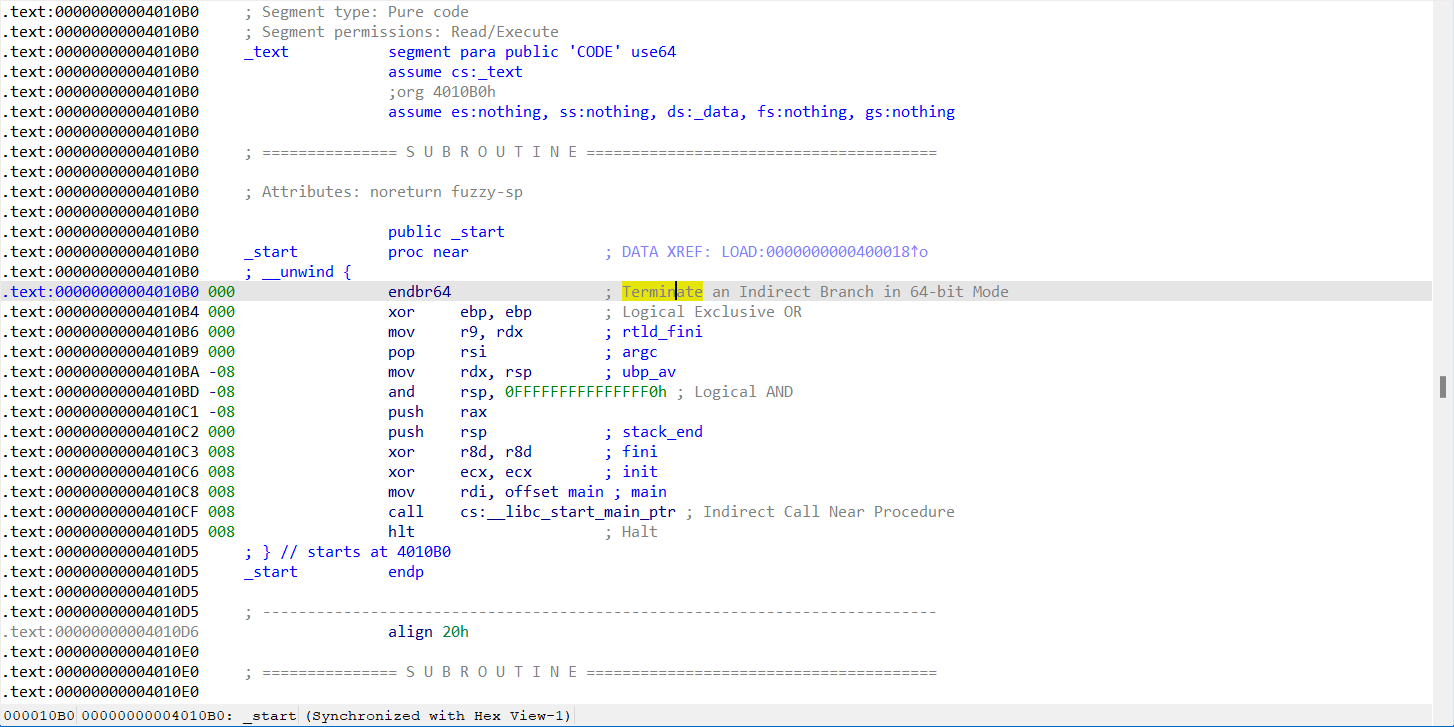 .text:00000000004010B0 ; Segment type: Pure code
.text:00000000004010B0 ; Segment permissions: Read/Execute
.text:00000000004010B0 _text segment para public 'CODE' use64
.text:00000000004010B0 assume cs:_text
.text:00000000004010B0 ;org 4010B0h
.text:00000000004010B0 assume es:nothing, ss:nothing, ds:_data, fs:nothing, gs:nothing
.text:00000000004010B0
.text:00000000004010B0 ; =============== S U B R O U T I N E =======================================
.text:00000000004010B0
.text:00000000004010B0 ; Attributes: noreturn fuzzy-sp
.text:00000000004010B0
.text:00000000004010B0 public _start
.text:00000000004010B0 _start proc near ; DATA XREF: LOAD:0000000000400018↑o
.text:00000000004010B0 ; __unwind {
.text:00000000004010B0 000 endbr64 ; Terminate an Indirect Branch in 64-bit Mode
.text:00000000004010B4 000 xor ebp, ebp ; Logical Exclusive OR
.text:00000000004010B6 000 mov r9, rdx ; rtld_fini
.text:00000000004010B9 000 pop rsi ; argc
.text:00000000004010BA -08 mov rdx, rsp ; ubp_av
.text:00000000004010BD -08 and rsp, 0FFFFFFFFFFFFFFF0h ; Logical AND
.text:00000000004010C1 -08 push rax
.text:00000000004010C2 000 push rsp ; stack_end
.text:00000000004010C3 008 xor r8d, r8d ; fini
.text:00000000004010C6 008 xor ecx, ecx ; init
.text:00000000004010C8 008 mov rdi, offset main ; main
.text:00000000004010CF 008 call cs:__libc_start_main_ptr ; Indirect Call Near Procedure
.text:00000000004010D5 008 hlt ; Halt
.text:00000000004010D5 ; } // starts at 4010B0
.text:00000000004010D5 _start endp
.text:00000000004010D5
.text:00000000004010D5 ; ---------------------------------------------------------------------------
.text:00000000004010D6 align 20h
.text:00000000004010E0
.text:00000000004010E0 ; =============== S U B R O U T I N E =======================================
.text:00000000004010E0
000010B0 00000000004010B0: _start (Synchronized with Hex View-1)